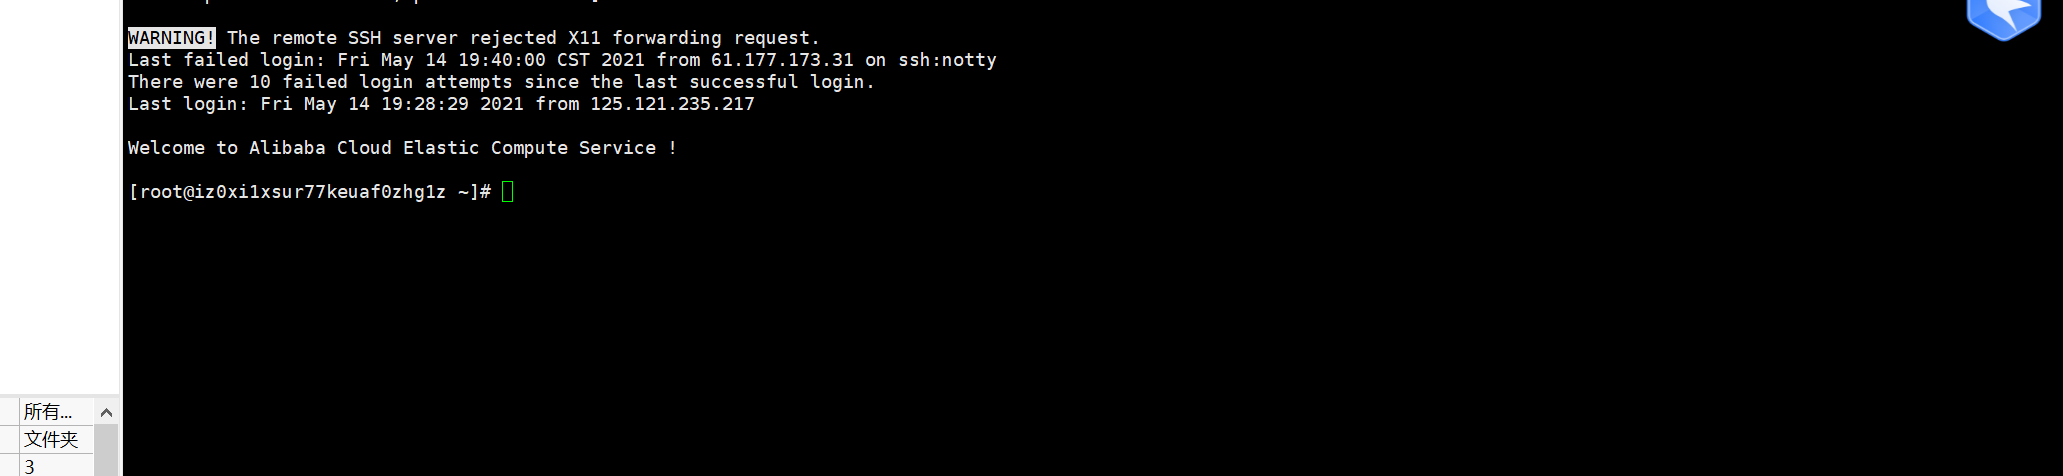 WARNING! The remote SSH server rejected X11 forwarding request.
Last failed login: Fri May 14 19:40:00 CST 2021 from 61.177.173.31 on ssh:notty
There were 10 failed login attempts since the last successful login.
Last login: Fri May 14 19:28:29 2021 from 125.121.235.217
Welcome to Alibaba Cloud Elastic Compute Service !
[root@iz0xi1xsur77keuaf0zhg1z ~]#
所有...
文件夹
3